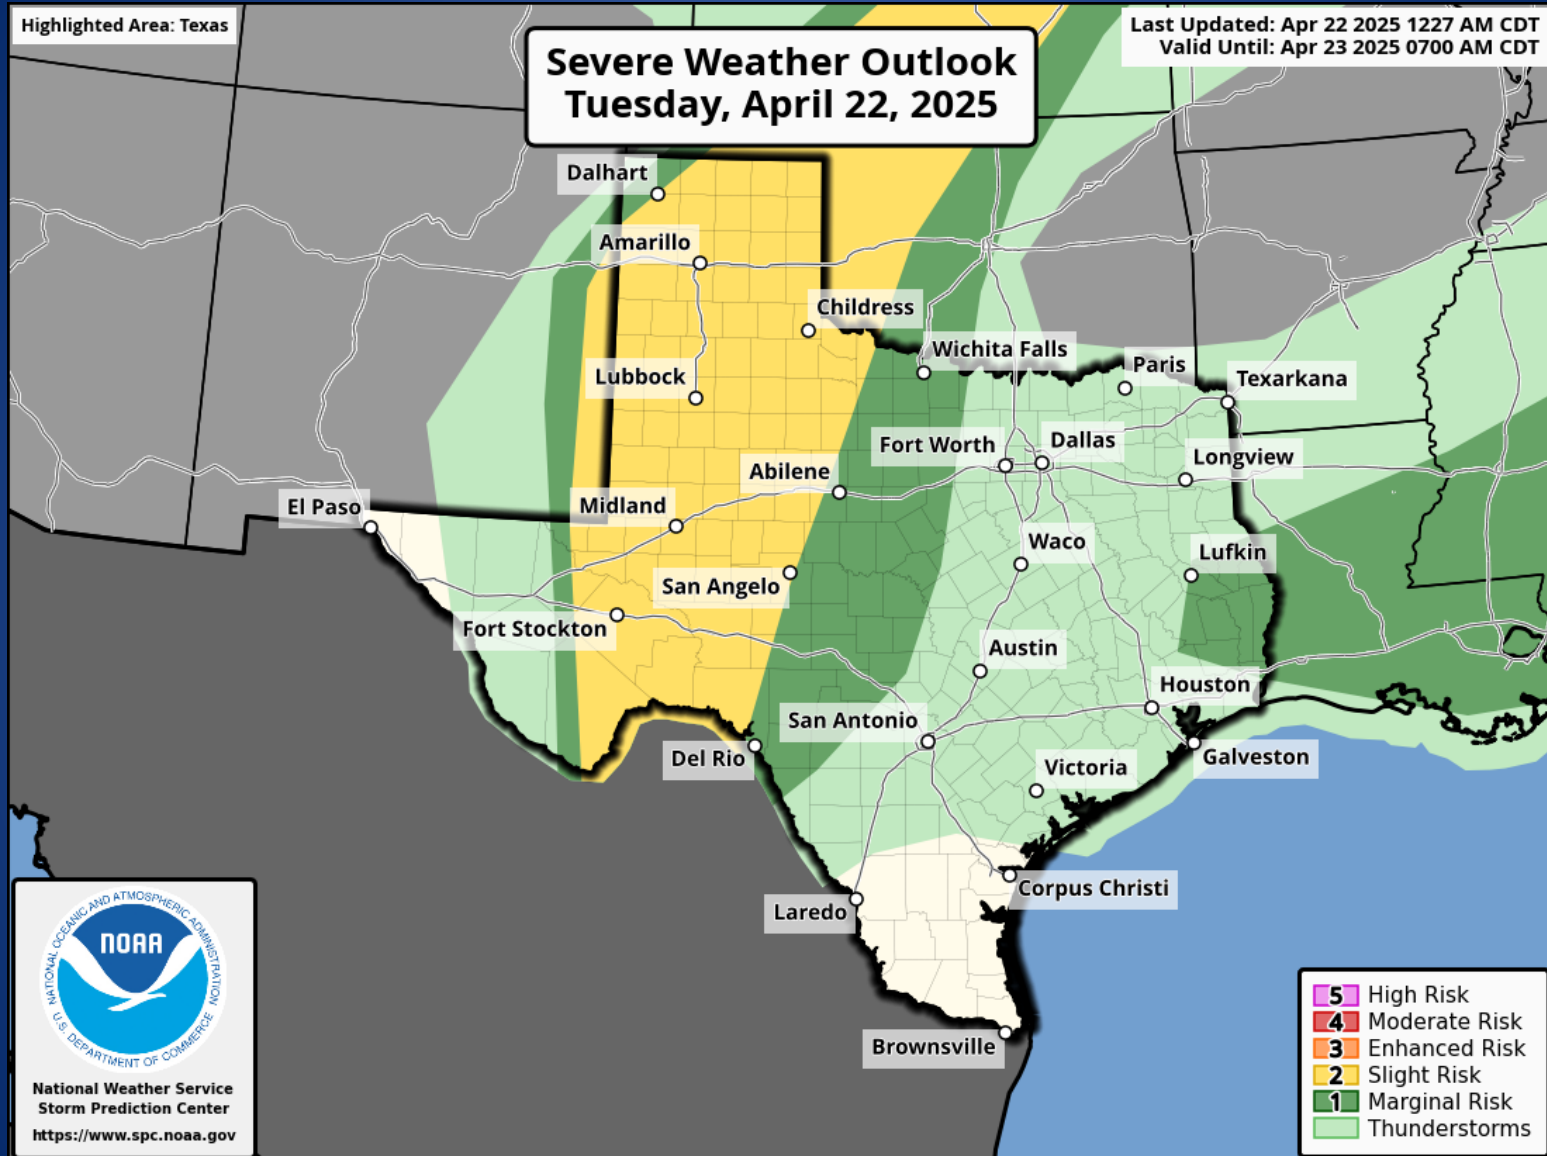 Highlighted Area: Texas
Severe Weather Outlook
Tuesday, April 22, 2025
Last Updated: Apr 22 2025 1227 AM CDT
Valid Until: Apr 23 2025 0700 AM CDT
Dalhart
Amarillo
Childress
Wichita Falls
Paris
Texarkana
Lubbock
Fort Worth
Dallas
Longview
Abilene
El Paso
Midland
Waco
Lufkin
San Angelo
Fort Stockton
Austin
Houston
San Antonio
Del Rio
Galveston
Victoria
Corpus Christi
Laredo
Brownsville
NATIONAL OCEANIC AND ATMOSPHERIC ADMINISTRATION
NOAA
U.S. DEPARTMENT OF COMMERCE
National Weather Service
Storm Prediction Center
https://www.spc.noaa.gov
5 High Risk
4 Moderate Risk
3 Enhanced Risk
2 Slight Risk
1 Marginal Risk
Thunderstorms